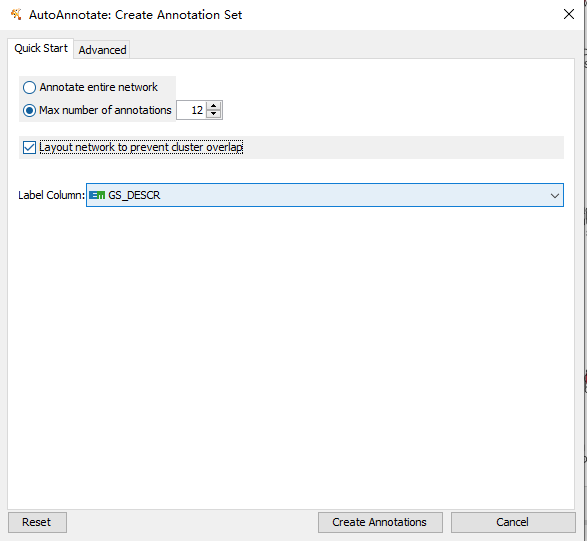 AutoAnnotate: Create Annotation Set
Quick Start Advanced
Annotate entire network
Max number of annotations 12
Layout network to prevent cluster overlap
Label Column: GS_DESCR
Reset Create Annotations Cancel